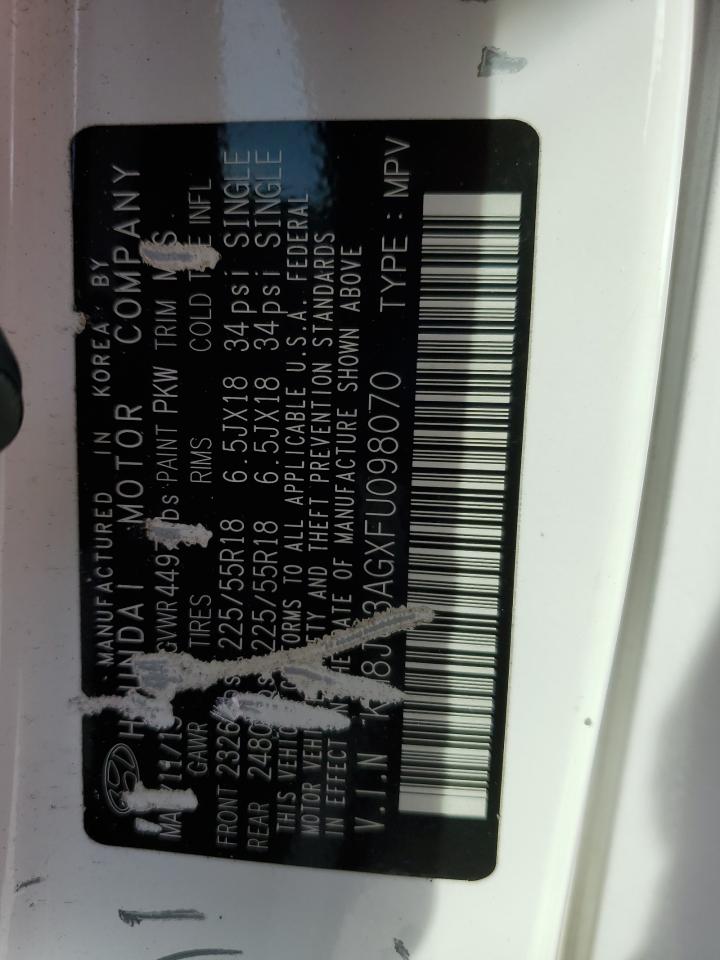 MANUFACTURED IN KOREA BY
HYUNDAI MOTOR COMPANY
GVWR PAINT PKW TRIM
GAWR TIRES RIMS COLD TIRE INFL
FRONT 2326 lbs 225/55R18 6.5JX18 34psi SINGLE
REAR 2480 lbs 225/55R18 6.5JX18 34psi SINGLE
THIS VEHICLE CONFORMS TO ALL APPLICABLE U.S.A. FEDERAL
MOTOR VEHICLE SAFETY AND THEFT PREVENTION STANDARDS
IN EFFECT ON THE DATE OF MANUFACTURE SHOWN ABOVE
V.I.N TYPE : MPV